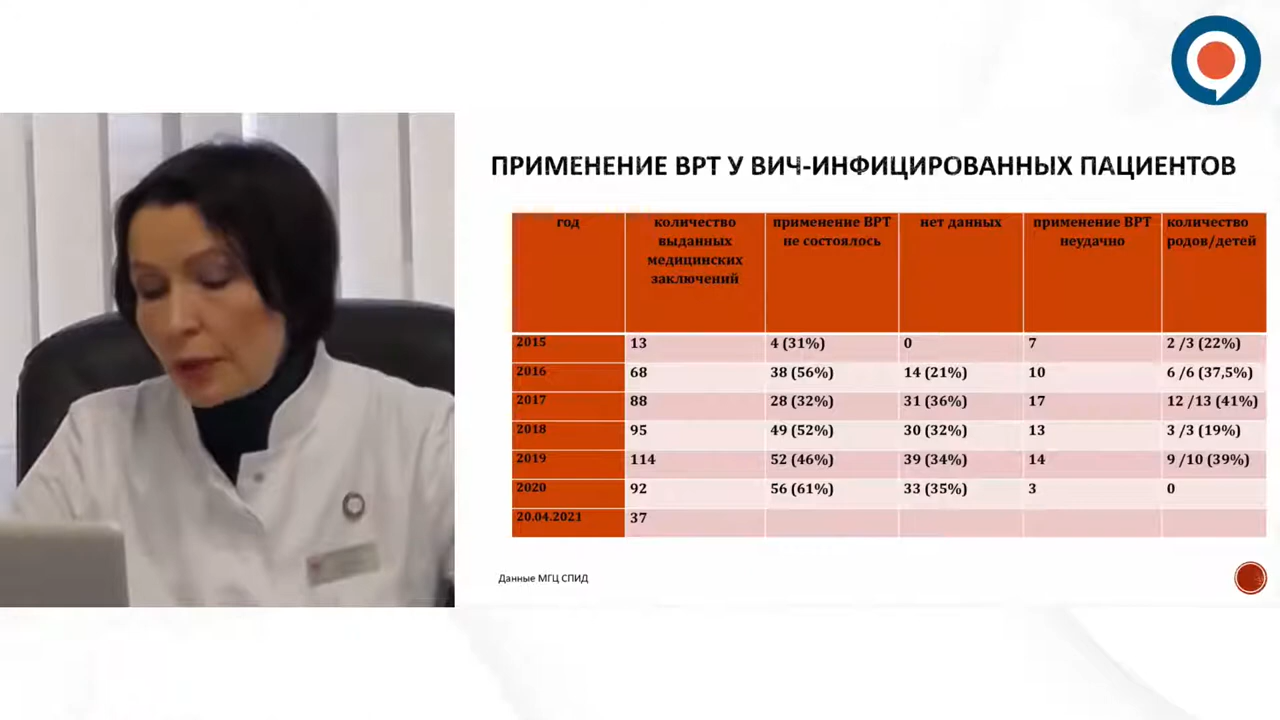 ПРИМЕНЕНИЕ ВРТ У ВИЧ-ИНФИЦИРОВАННЫХ ПАЦИЕНТОВ
год количество выданных медицинских заключений применение ВРТ не состоялось нет данных применение ВРТ неудачно количество родов/детей
2015 13 4 (31%) 0 7 2 /3 (22%)
2016 68 38 (56%) 14 (21%) 10 6 /6 (37,5%)
2017 88 28 (32%) 31 (36%) 17 12 /13 (41%)
2018 95 49 (52%) 30 (32%) 13 3 /3 (19%)
2019 114 52 (46%) 39 (34%) 14 9 /10 (39%)
2020 92 56 (61%) 33 (35%) 3 0
20.04.2021 37
Данные МГЦ СПИД